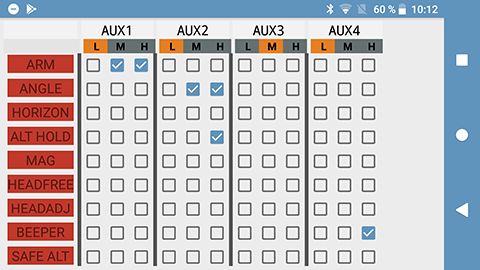 60 % 10:12
AUX1 AUX2 AUX3 AUX4
L M H L M H L M H L M H
ARM
ANGLE
HORIZON
ALT HOLD
MAG
HEADFREE
HEADADJ
BEEPER
SAFE ALT